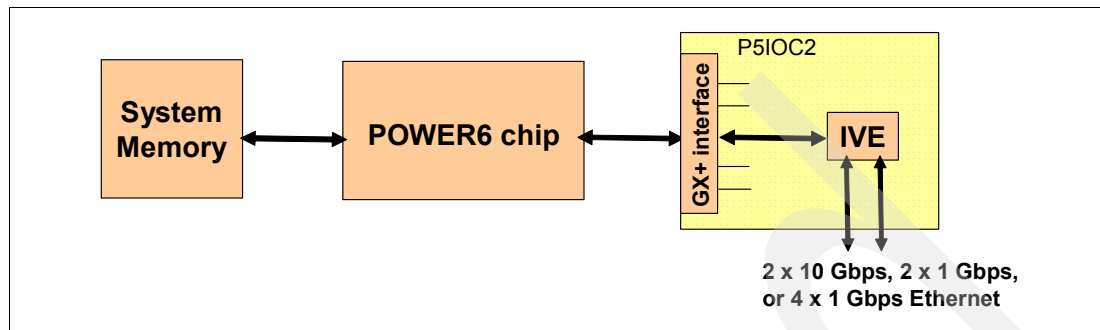 P5IOC2
System
Memory
POWER6 chip
GX+ interface
IVE
2 x 10 Gbps, 2 x 1 Gbps,
or 4 x 1 Gbps Ethernet